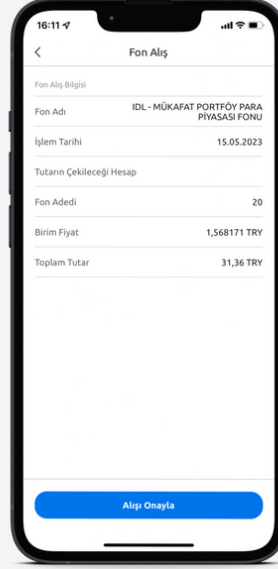 16:11
Fon Alış
Fon Alış Bilgisi
Fon Adı
IDL - MÜKAFAT PORTFÖY PARA
PİYASASI FONU
İşlem Tarihi
15.05.2023
Tutarın Çekileceği Hesap
Fon Adedi
20
Birim Fiyat
1,568171 TRY
Toplam Tutar
31,36 TRY
Alışı Onayla